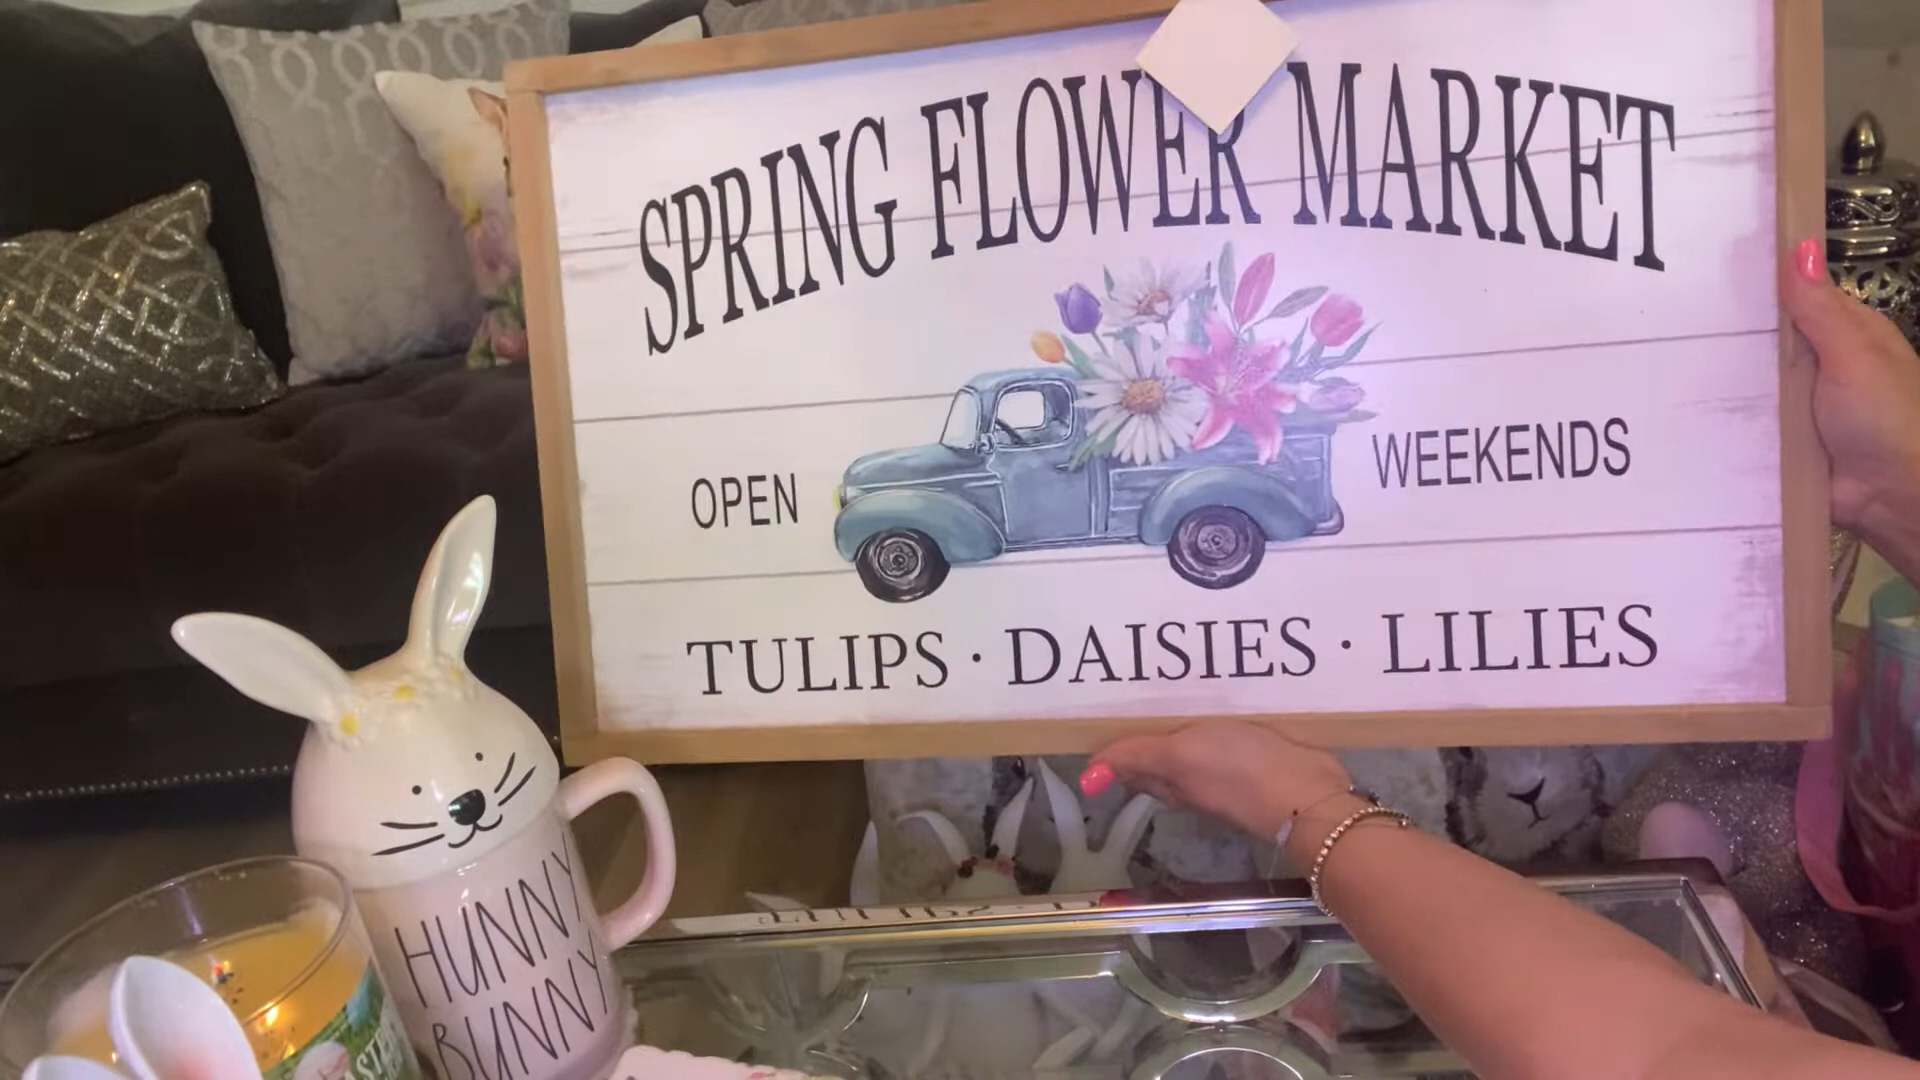 SPRING FLOWER MARKET
OPEN
WEEKENDS
TULIPS · DAISIES · LILIES
HUNNY
BUNNY